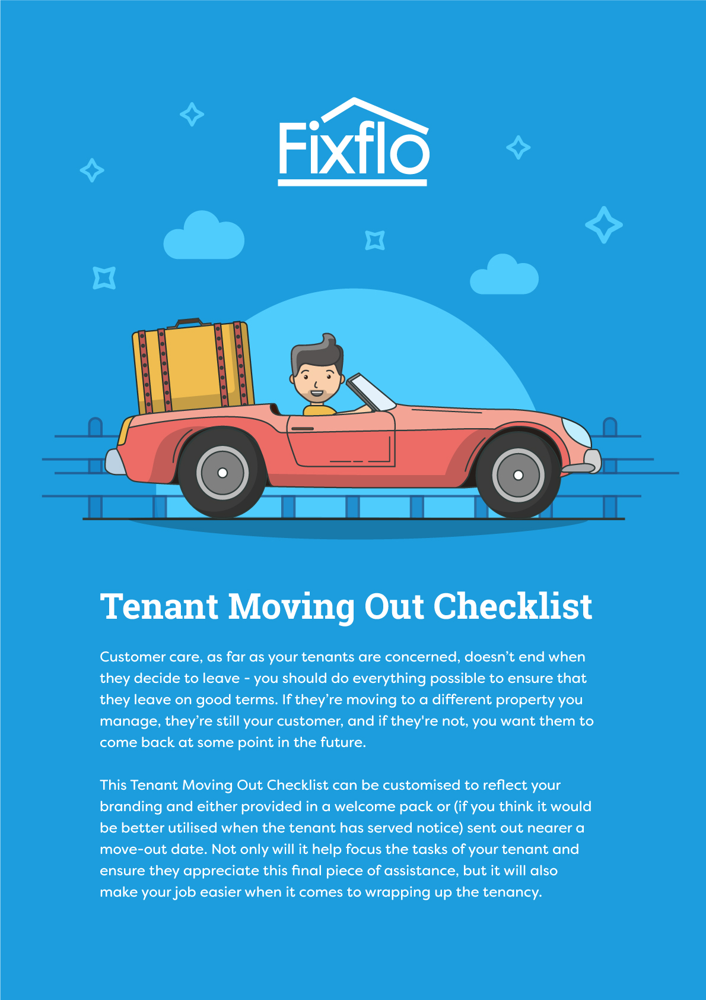 Fixflo
Tenant Moving Out Checklist
Customer care, as far as your tenants are concerned, doesn’t end when
they decide to leave - you should do everything possible to ensure that
they leave on good terms. If they’re moving to a different property you
manage, they’re still your customer, and if they're not, you want them to
come back at some point in the future.
This Tenant Moving Out Checklist can be customised to reflect your
branding and either provided in a welcome pack or (if you think it would
be better utilised when the tenant has served notice) sent out nearer a
move-out date. Not only will it help focus the tasks of your tenant and
ensure they appreciate this final piece of assistance, but it will also
make your job easier when it comes to wrapping up the tenancy.